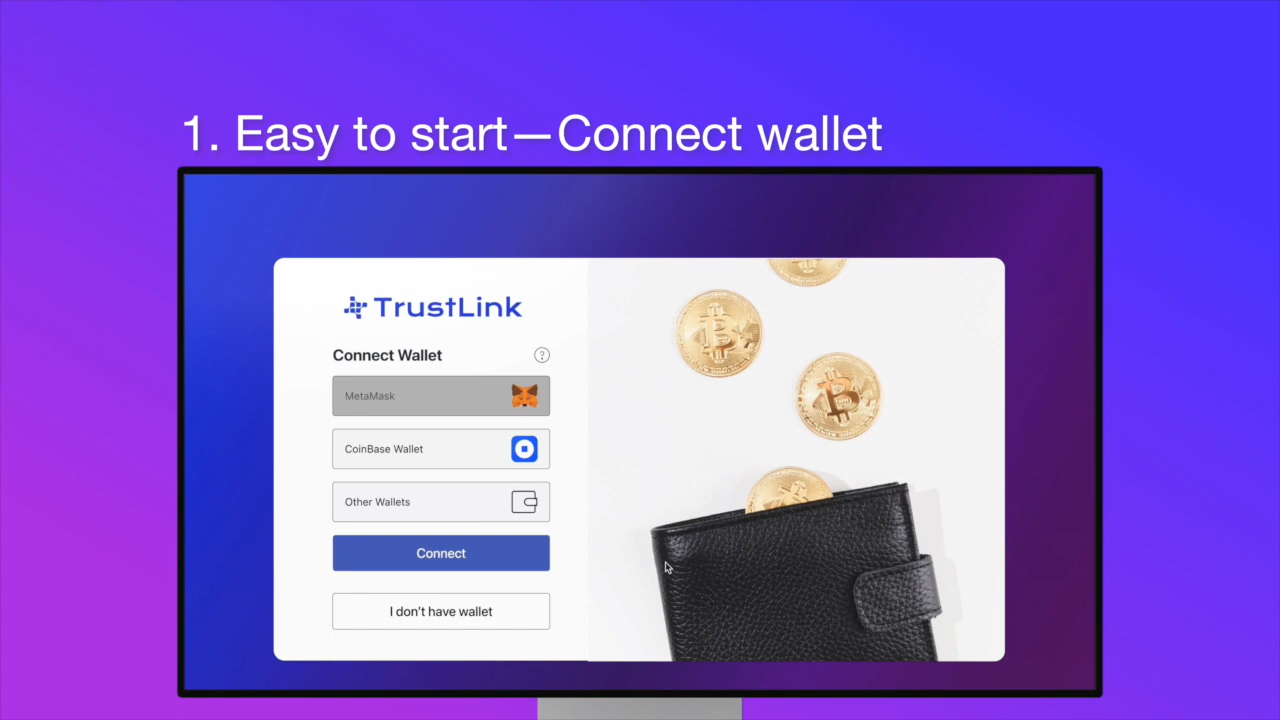 1. Easy to start—Connect wallet
TrustLink
Connect Wallet ?
MetaMask
CoinBase Wallet
Other Wallets
Connect
I don't have wallet